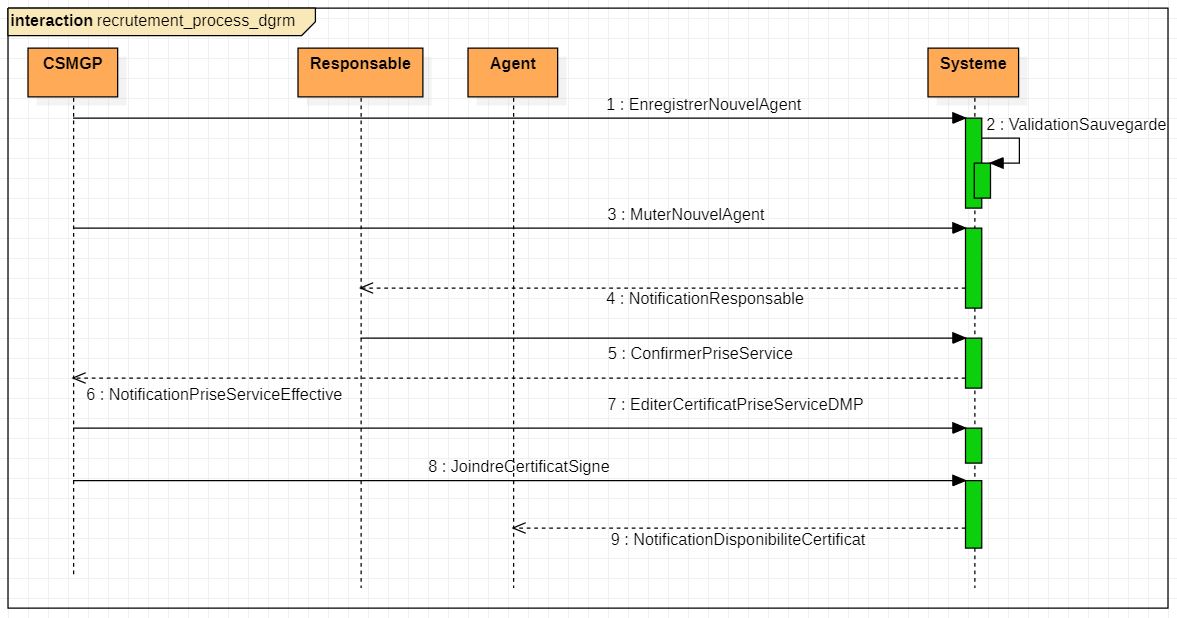 interaction recrutement_process_dgrm
CSMGP
Responsable
Agent
Systeme
1 : EnregistrerNouvelAgent
2 : ValidationSauvegarde
3 : MuterNouvelAgent
4 : NotificationResponsable
5 : ConfirmerPriseService
6 : NotificationPriseServiceEffective
7 : EditerCertificatPriseServiceDMP
8 : JoindreCertificatSigne
9 : NotificationDisponibiliteCertificat